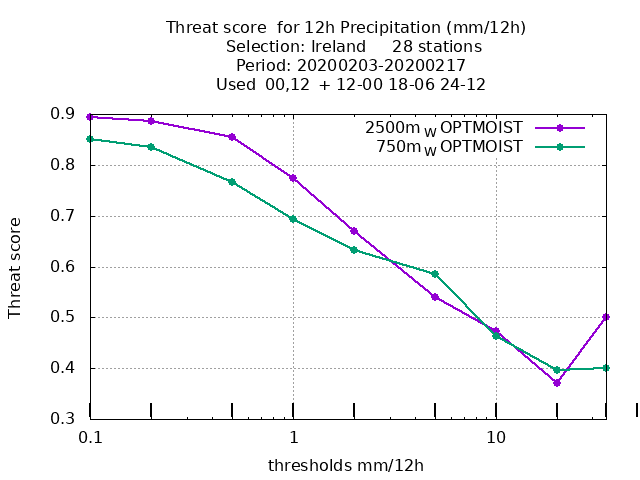 Threat score  for 12h Precipitation (mm/12h)
Selection: Ireland     28 stations
Period: 20200203-20200217
Used  00,12  + 12-00 18-06 24-12
2500m W OPTMOIST
750m W OPTMOIST
Threat score
0.9
0.8
0.7
0.6
0.5
0.4
0.3
0.1
1
10
thresholds mm/12h